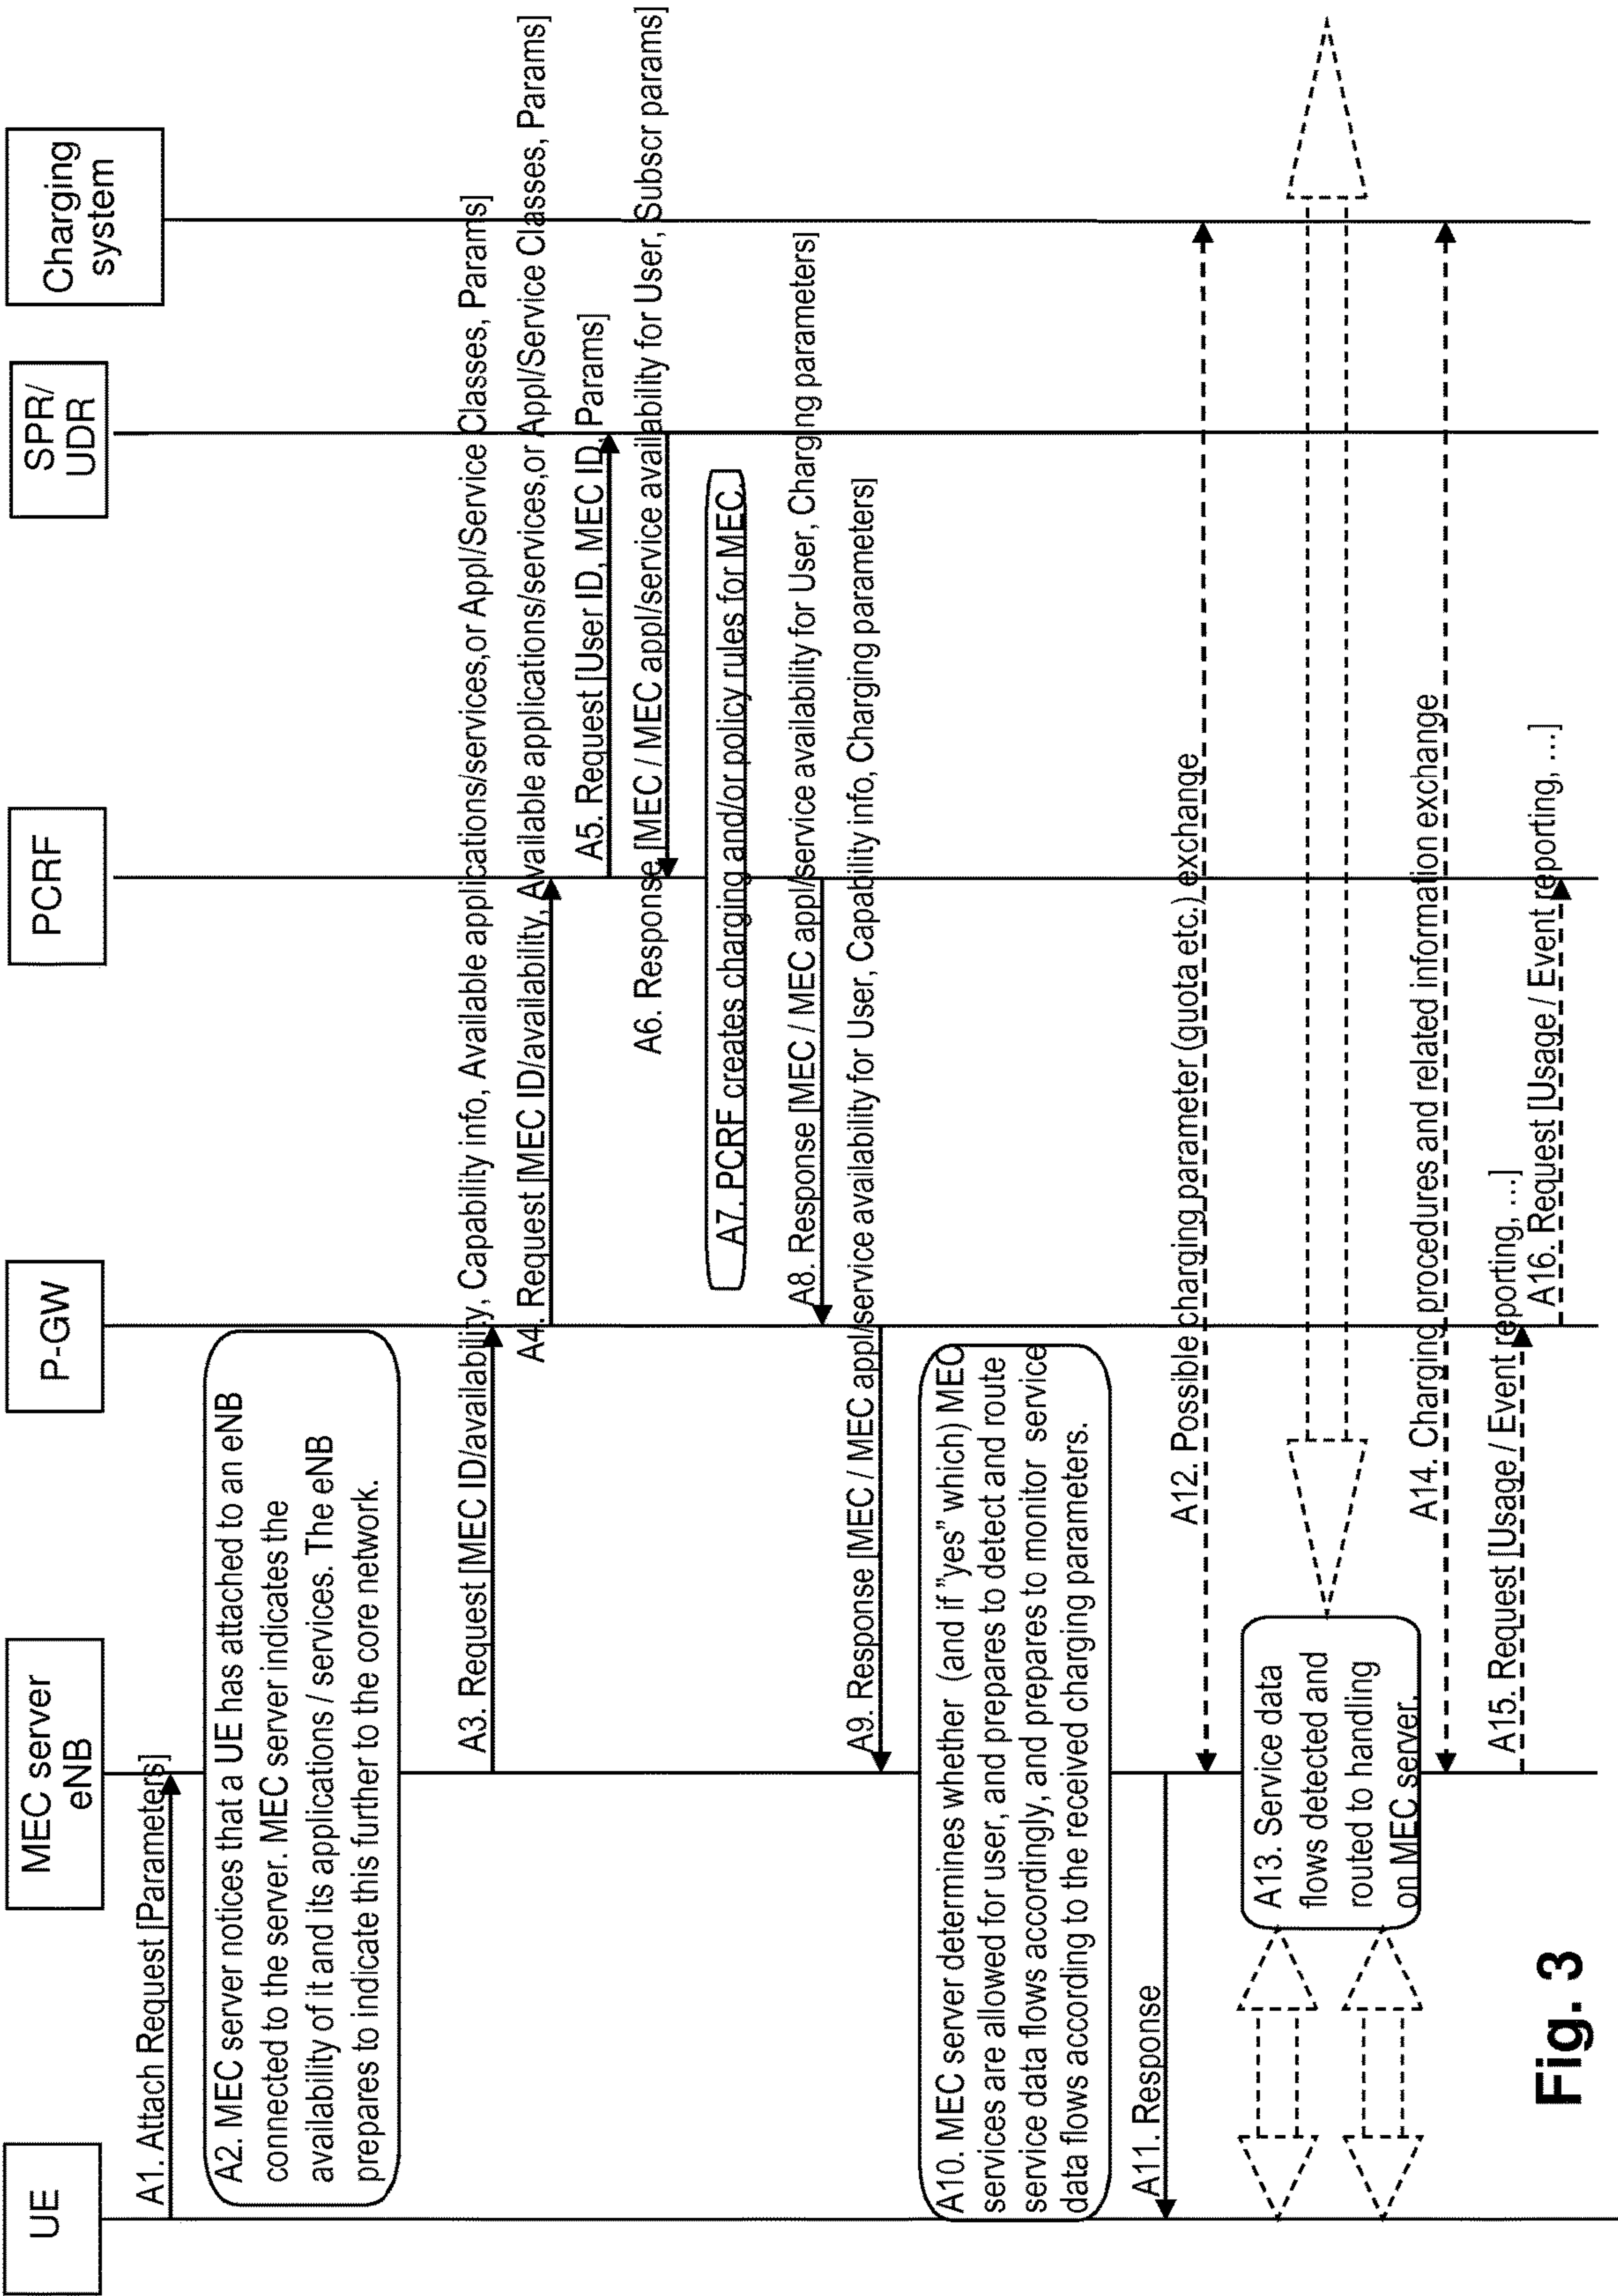 UE
MEC server
eNB
P-GW
PCRF
SPR/
UDR
Charging
system
A1. Attach Request [Parameters]
A2. MEC server notices that a UE has attached to an eNB
connected to the server. MEC server indicates the
availability of it and its applications / services. The eNB
prepares to indicate this further to the core network.
A3. Request [MEC ID/availability, Capability info, Available applications/services,or Appl/Service Classes, Params]
A4. Request [MEC ID/availability, Available applications/services,or Appl/Service Classes, Params]
A5. Request [User ID, MEC ID, Params]
A6. Response [MEC / MEC appl/service availability for User, Subscr params]
A7. PCRF creates charging and/or policy rules for MEC.
A8. Response [MEC / MEC appl/service availability for User, Charging parameters]
A9. Response [MEC / MEC appl/service availability for User, Capability info, Charging parameters]
A10. MEC server determines whether (and if "yes" which) MEC
services are allowed for user, and prepares to detect and route
service data flows accordingly, and prepares to monitor service
data flows according to the received charging parameters.
A11. Response
A12. Possible charging parameter (quota etc.) exchange
A13. Service data
flows detected and
routed to handling
on MEC server.
A14. Charging procedures and related information exchange
A15. Request [Usage / Event reporting, ...]
A16. Request [Usage / Event reporting, ...]
Fig. 3